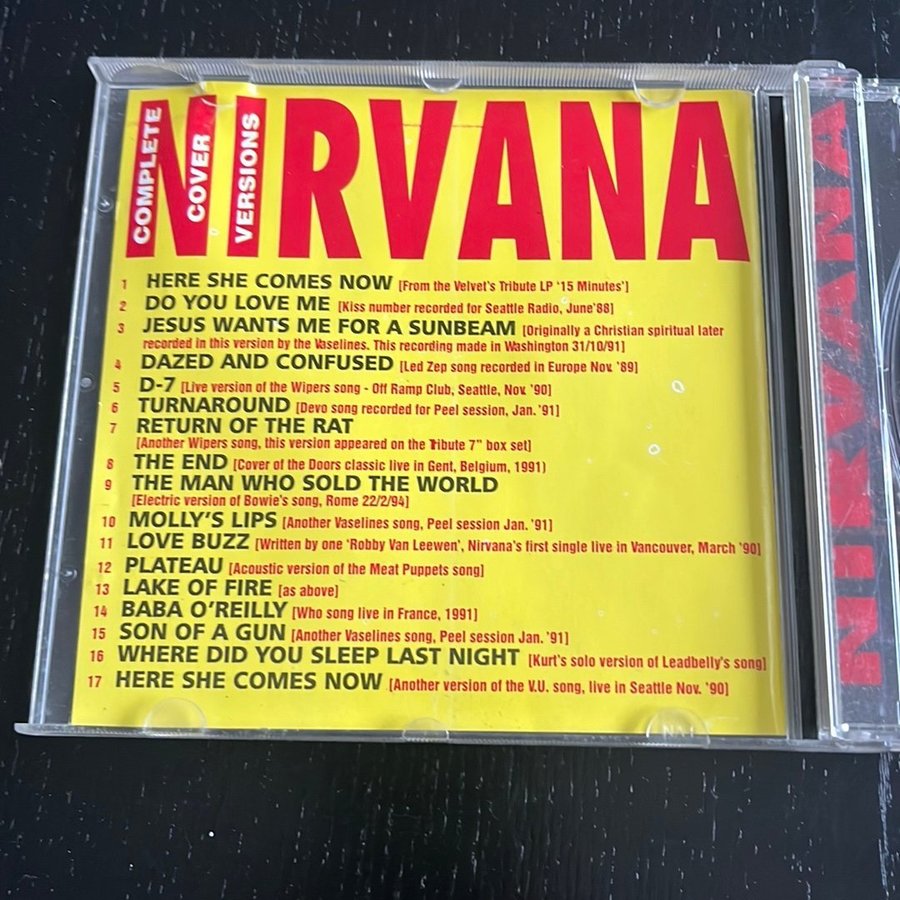 NIRVANA
COMPLETE
COVER
VERSIONS
1 HERE SHE COMES NOW [From the Velvet's Tribute LP '15 Minutes']
2 DO YOU LOVE ME [Kiss number recorded for Seattle Radio, June'88]
3 JESUS WANTS ME FOR A SUNBEAM [Originally a Christian spiritual later
recorded in this version by the Vaselines. This recording made in Washington 31/10/91]
4 DAZED AND CONFUSED [Led Zep song recorded in Europe Nov. '89]
5 D-7 [Live version of the Wipers song - Off Ramp Club, Seattle, Nov. '90]
6 TURNAROUND [Devo song recorded for Peel session, Jan. '91]
7 RETURN OF THE RAT
[Another Wipers song, this version appeared on the Tribute 7" box set]
8 THE END [Cover of the Doors classic live in Gent, Belgium, 1991)
9 THE MAN WHO SOLD THE WORLD
[Electric version of Bowie's song, Rome 22/2/94]
10 MOLLY'S LIPS [Another Vaselines song, Peel session Jan. '91]
11 LOVE BUZZ [Written by one 'Robby Van Leewen', Nirvana's first single live in Vancouver, March '90]
12 PLATEAU [Acoustic version of the Meat Puppets song]
13 LAKE OF FIRE [as above]
14 BABA O'REILLY [Who song live in France, 1991]
15 SON OF A GUN [Another Vaselines song, Peel session Jan. '91]
16 WHERE DID YOU SLEEP LAST NIGHT [Kurt's solo version of Leadbelly's song]
17 HERE SHE COMES NOW [Another version of the V.U. song, live in Seattle Nov. '90]
NIRVANA